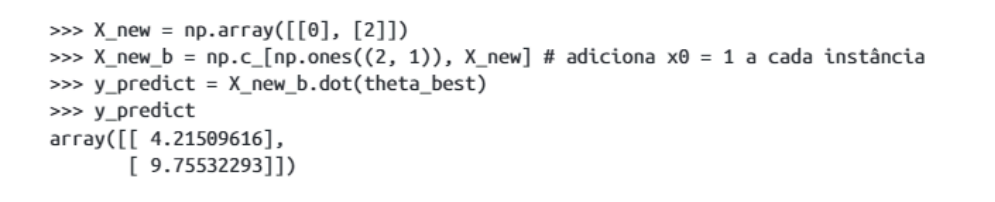 >>> X_new = np.array([[0], [2]])
>>> X_new_b = np.c_[np.ones((2, 1)), X_new] # adiciona x0 = 1 a cada instância
>>> y_predict = X_new_b.dot(theta_best)
>>> y_predict
array([[ 4.21509616],
       [ 9.75532293]])